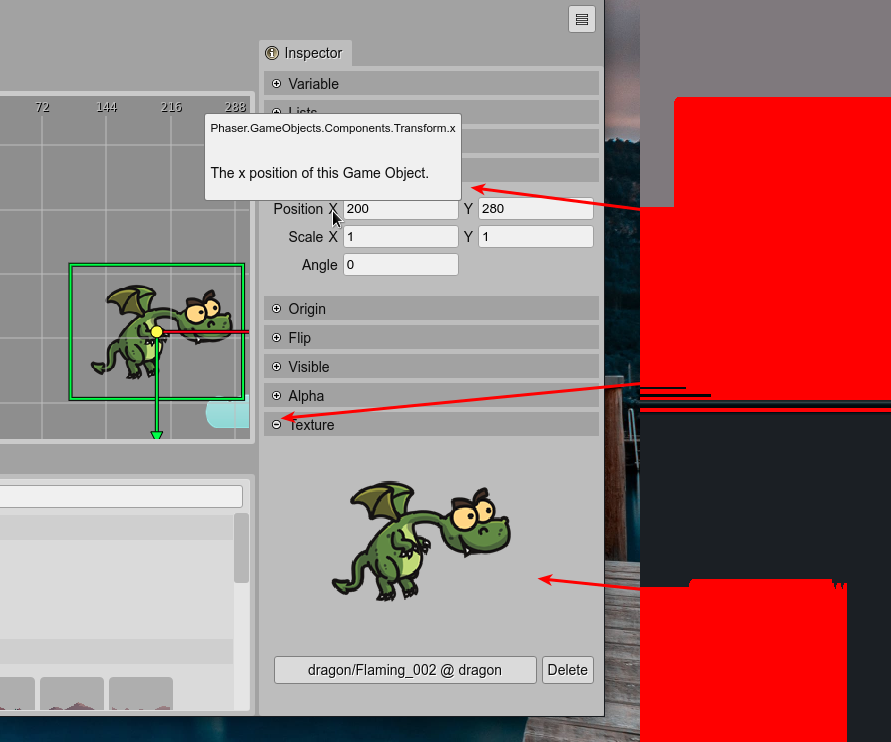 Inspector
Variable
Lists
72 144 216 288
Phaser.GameObjects.Components.Transform.x
The x position of this Game Object.
Position X 200 Y 280
Scale X 1 Y 1
Angle 0
Origin
Flip
Visible
Alpha
Texture
dragon/Flaming_002 @ dragon Delete